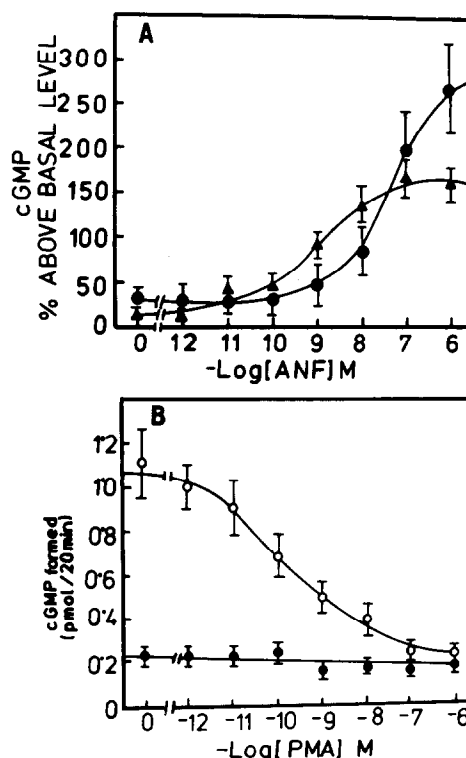 A
300
250
200
150
100
50
0
cGMP
% ABOVE BASAL LEVEL
0 12 11 10 9 8 7 6
-Log[ANF]M
B
1·2
1·0
0·8
0·6
0·4
0·2
0
cGMP formed
(pmol/20min)
0 -12 -11 -10 -9 -8 -7 -6
-Log[PMA] M